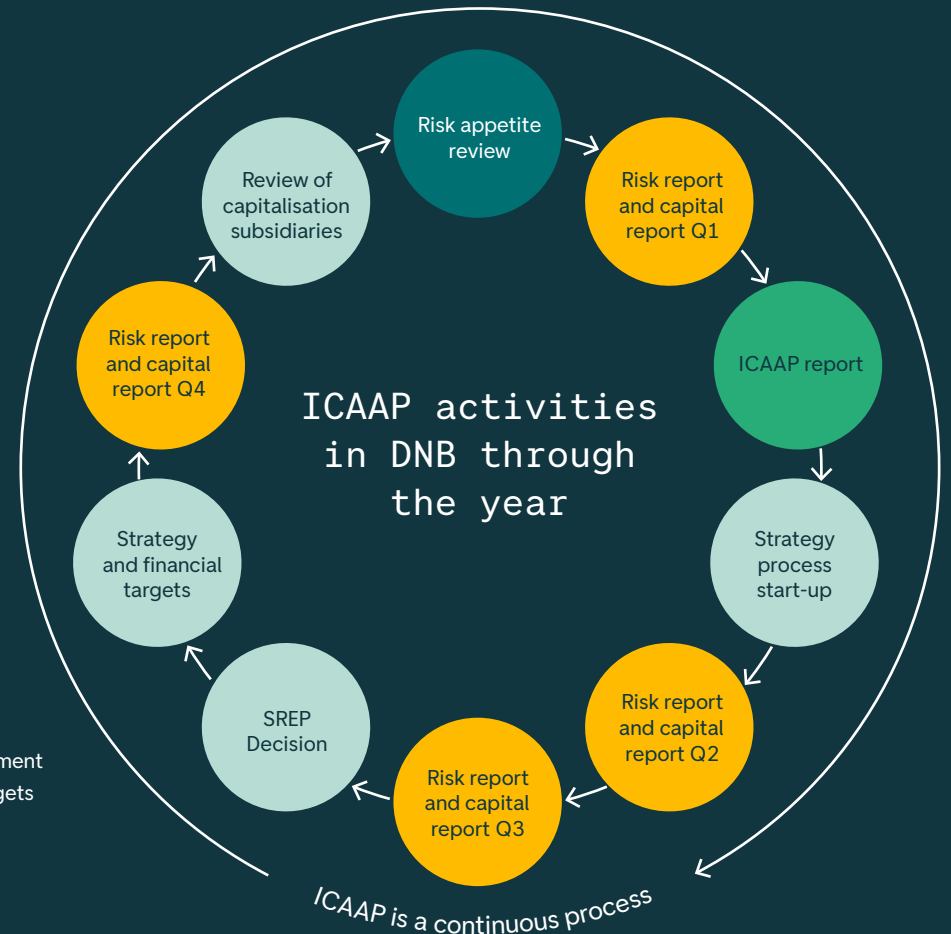 Risk appetite
review
Risk report
and capital
report Q1
ICAAP report
Strategy
process
start-up
Risk report
and capital
report Q2
Risk report
and capital
report Q3
SREP
Decision
Strategy
and financial
targets
Risk report
and capital
report Q4
Review of
capitalisation
subsidiaries
ICAAP activities
in DNB through
the year
ICAAP is a continuous process